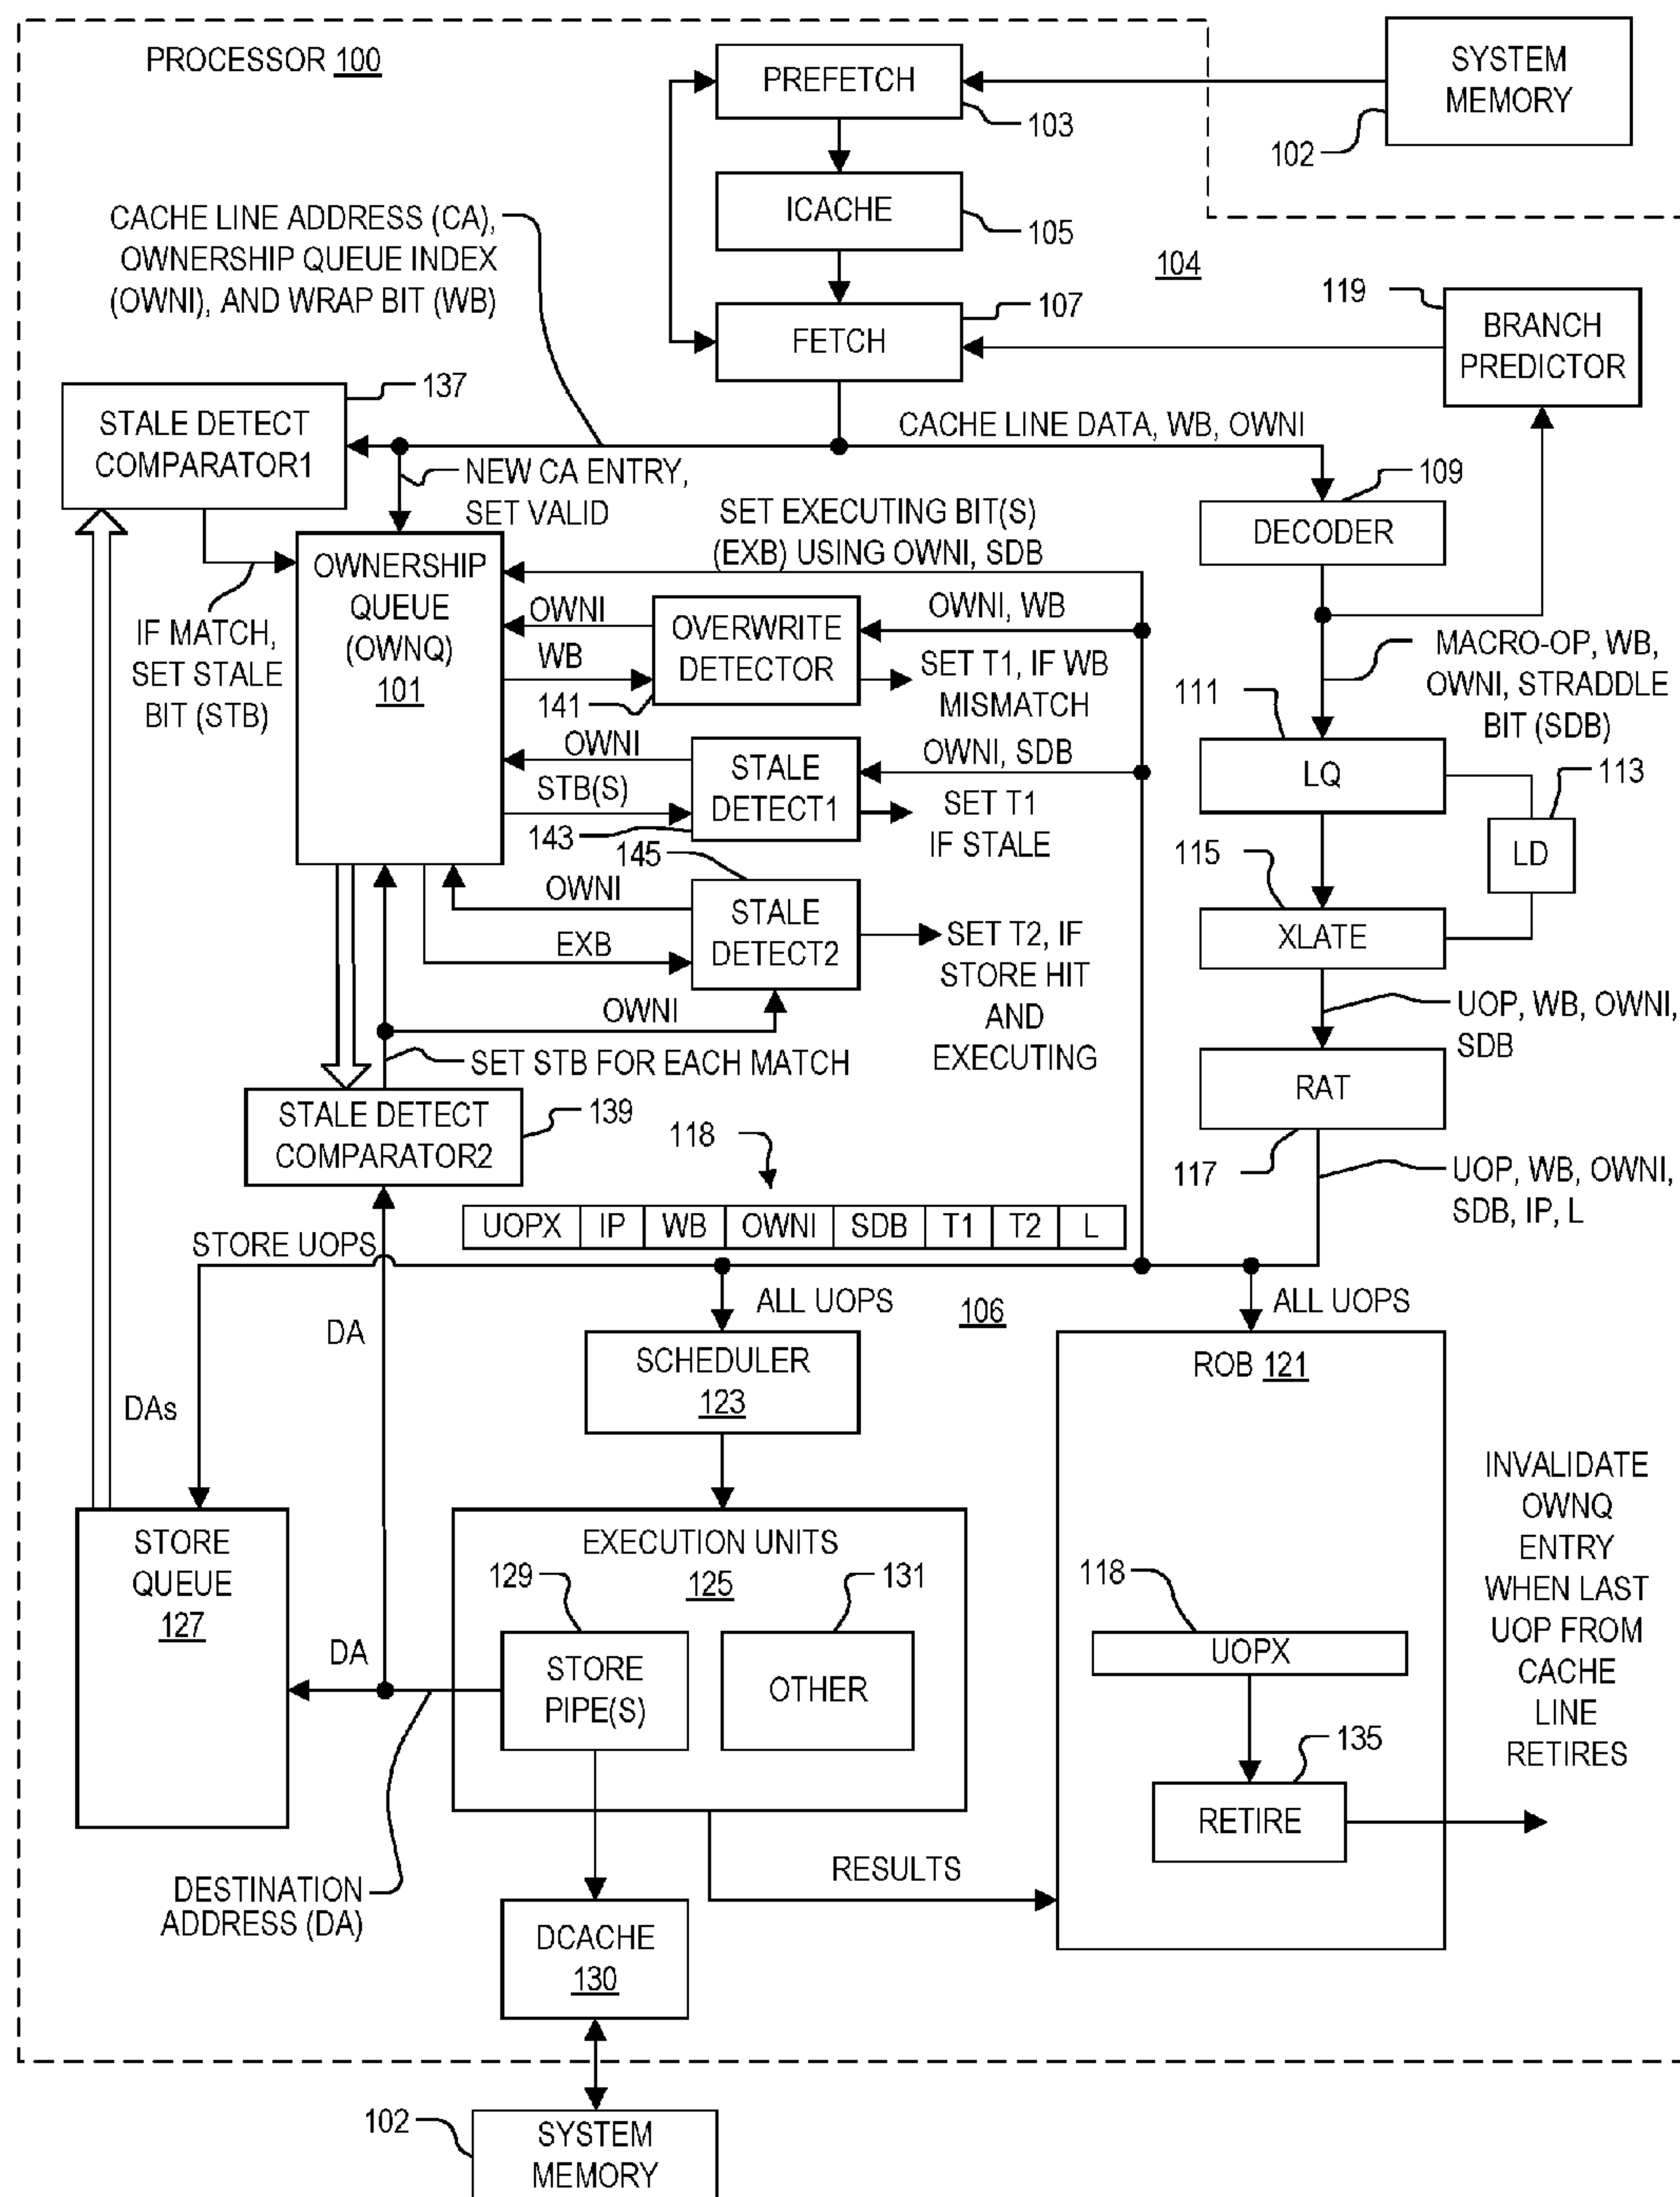 PROCESSOR 100
PREFETCH
103
SYSTEM
MEMORY
102
ICACHE
105
CACHE LINE ADDRESS (CA),
OWNERSHIP QUEUE INDEX
(OWNI), AND WRAP BIT (WB)
104
FETCH
107
119
BRANCH
PREDICTOR
STALE DETECT
COMPARATOR1
137
CACHE LINE DATA, WB, OWNI
NEW CA ENTRY,
SET VALID
109
DECODER
SET EXECUTING BIT(S)
(EXB) USING OWNI, SDB
OWNERSHIP
QUEUE
(OWNQ)
101
IF MATCH,
SET STALE
BIT (STB)
OWNI
WB
141
OVERWRITE
DETECTOR
OWNI, WB
SET T1, IF WB
MISMATCH
MACRO-OP, WB,
OWNI, STRADDLE
BIT (SDB)
111
LQ
113
LD
OWNI
STB(S)
143
STALE
DETECT1
OWNI, SDB
SET T1
IF STALE
145
OWNI
EXB
STALE
DETECT2
SET T2, IF
STORE HIT
AND
EXECUTING
OWNI
115
XLATE
UOP, WB, OWNI,
SDB
SET STB FOR EACH MATCH
RAT
117
STALE DETECT
COMPARATOR2
139
118
UOP, WB, OWNI,
SDB, IP, L
UOPX IP WB OWNI SDB T1 T2 L
STORE UOPS
ALL UOPS
106
ALL UOPS
DA
DAs
SCHEDULER
123
ROB 121
STORE
QUEUE
127
DA
EXECUTION UNITS
125
129
STORE
PIPE(S)
131
OTHER
118
UOPX
135
RETIRE
INVALIDATE
OWNQ
ENTRY
WHEN LAST
UOP FROM
CACHE
LINE
RETIRES
DESTINATION
ADDRESS (DA)
RESULTS
DCACHE
130
102
SYSTEM
MEMORY